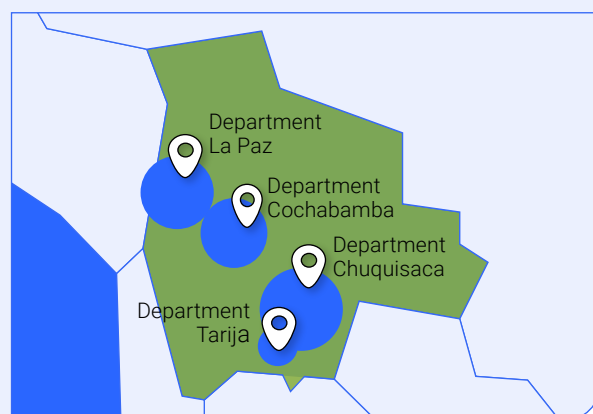 Department
La Paz
Department
Cochabamba
Department
Chuquisaca
Department
Tarija